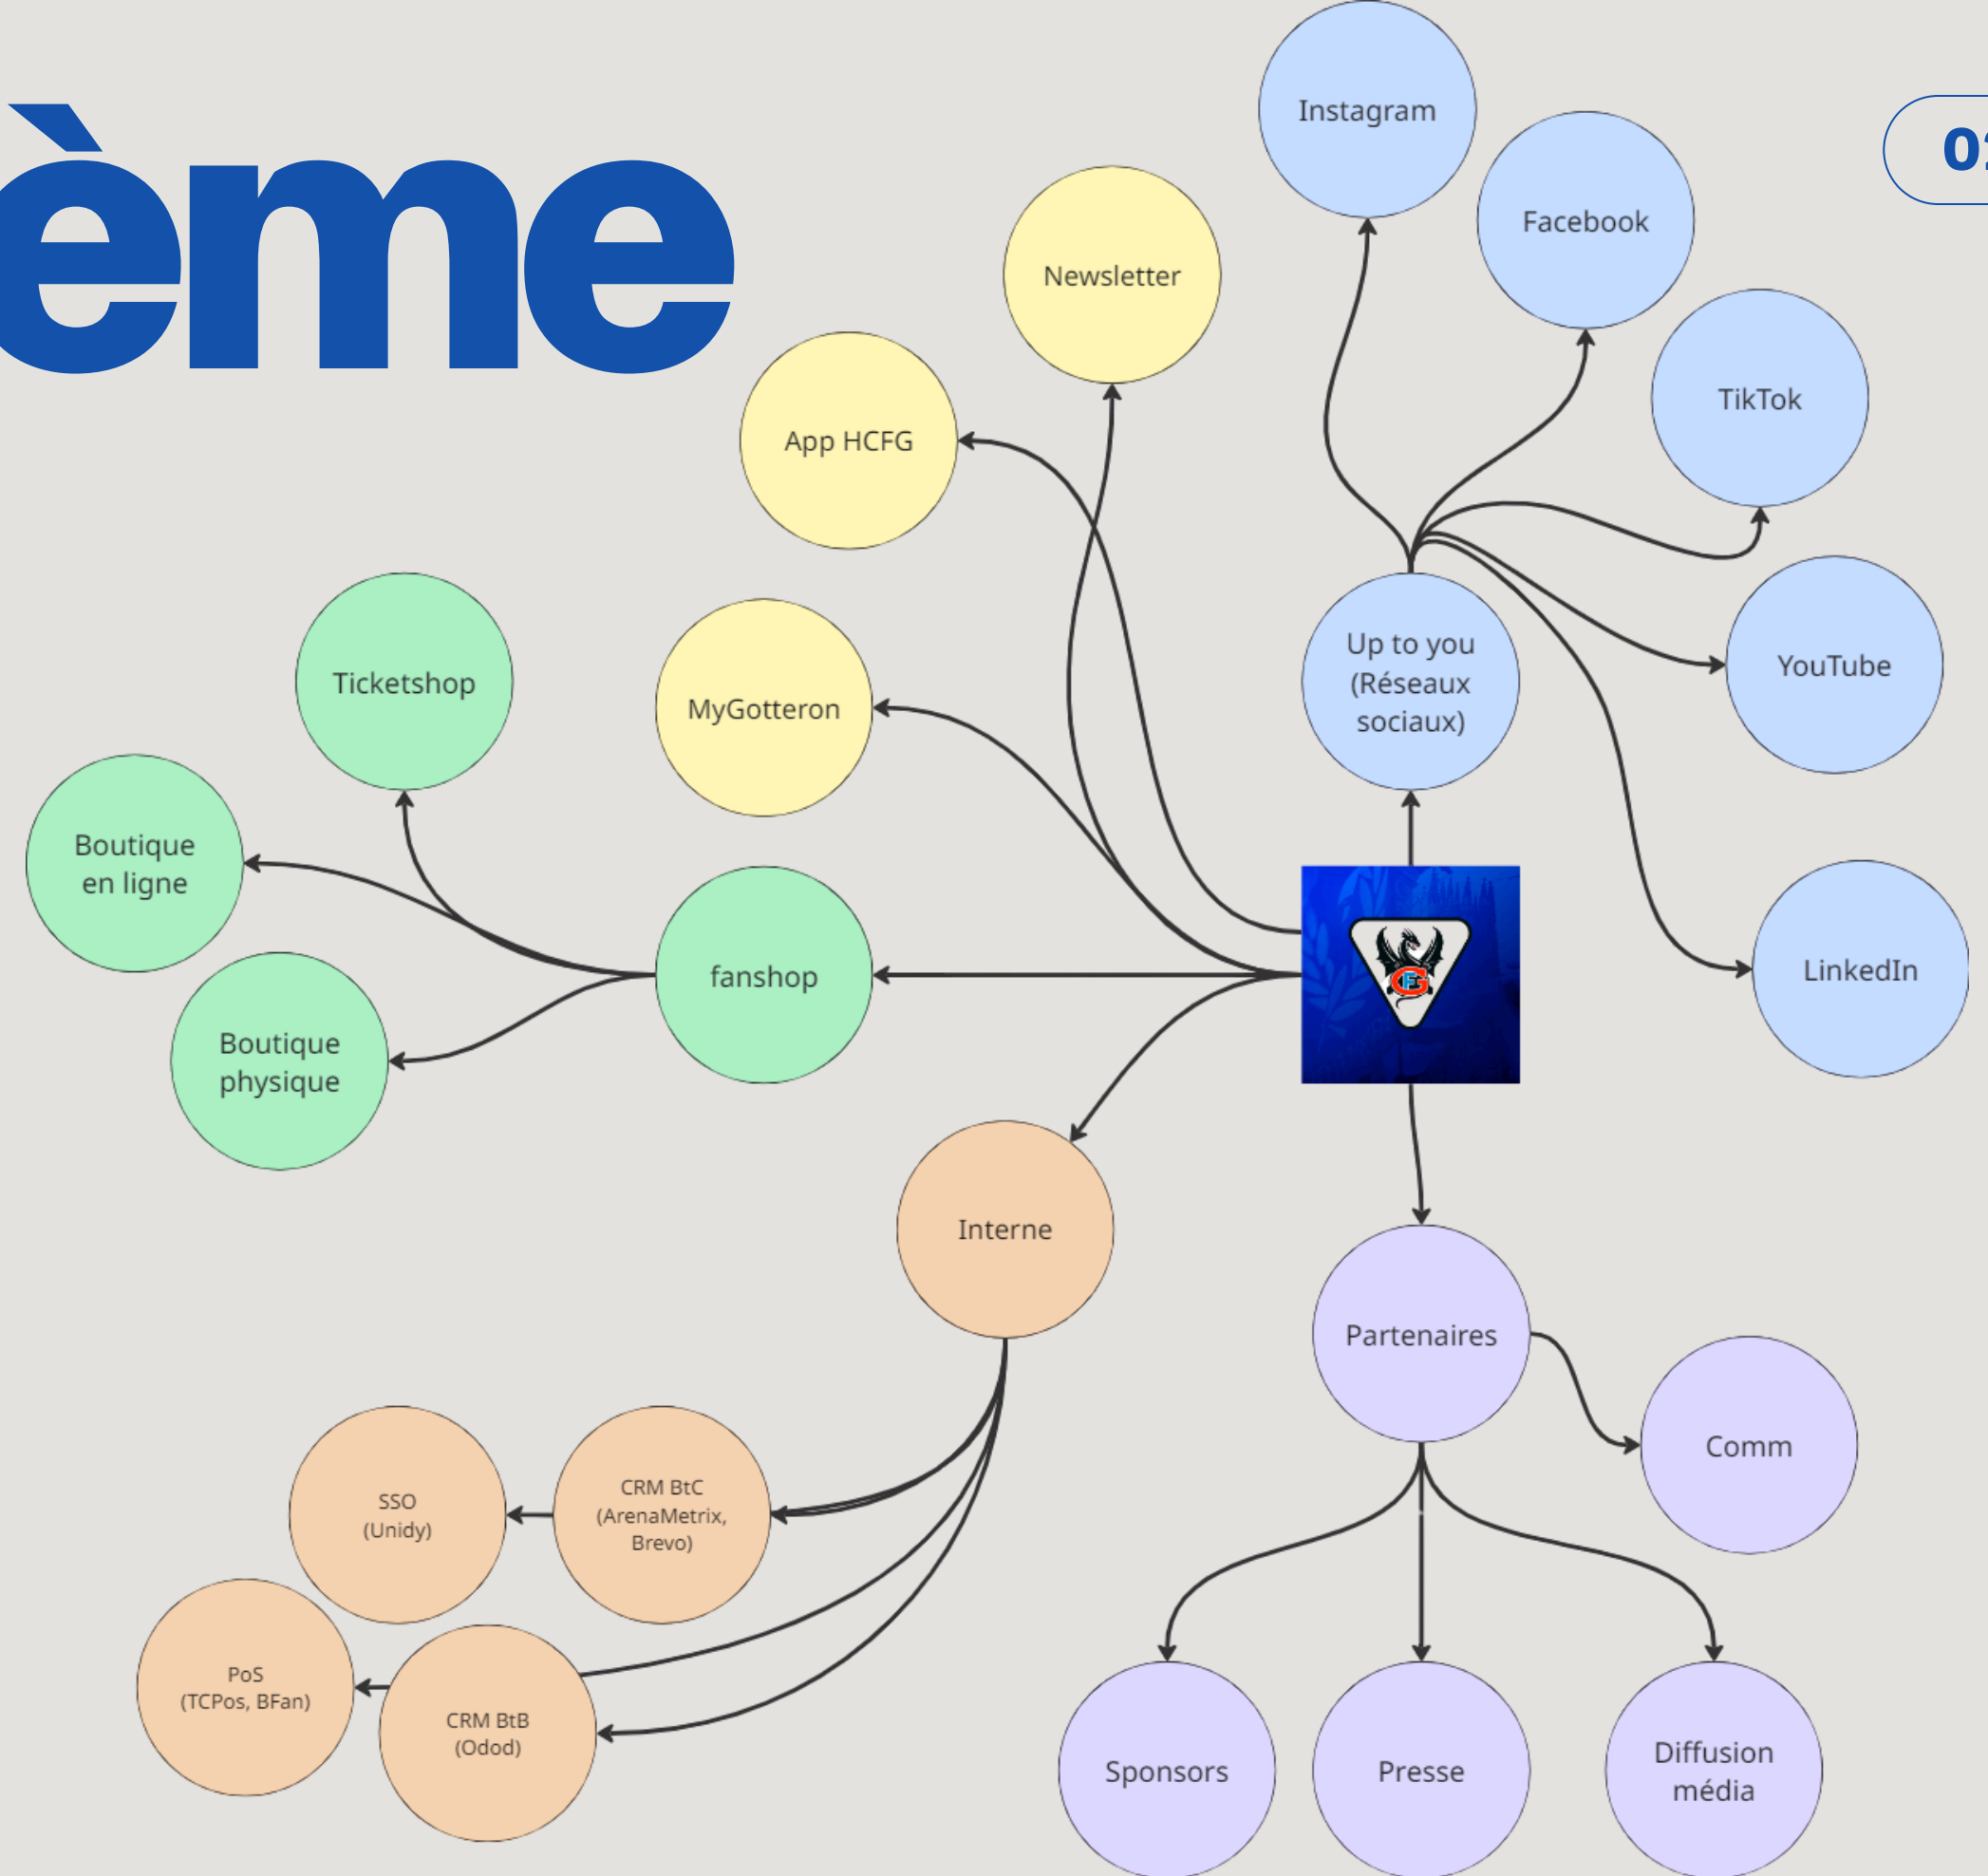 ème
Instagram
Facebook
Newsletter
TikTok
App HCFG
Up to you
(Réseaux
sociaux)
YouTube
Ticketshop
MyGotteron
Boutique
en ligne
fanshop
LinkedIn
Boutique
physique
Interne
Partenaires
Comm
SSO
(Unidy)
CRM BtC
(ArenaMetrix,
Brevo)
PoS
(TCPos, BFan)
CRM BtB
(Odod)
Sponsors
Presse
Diffusion
média